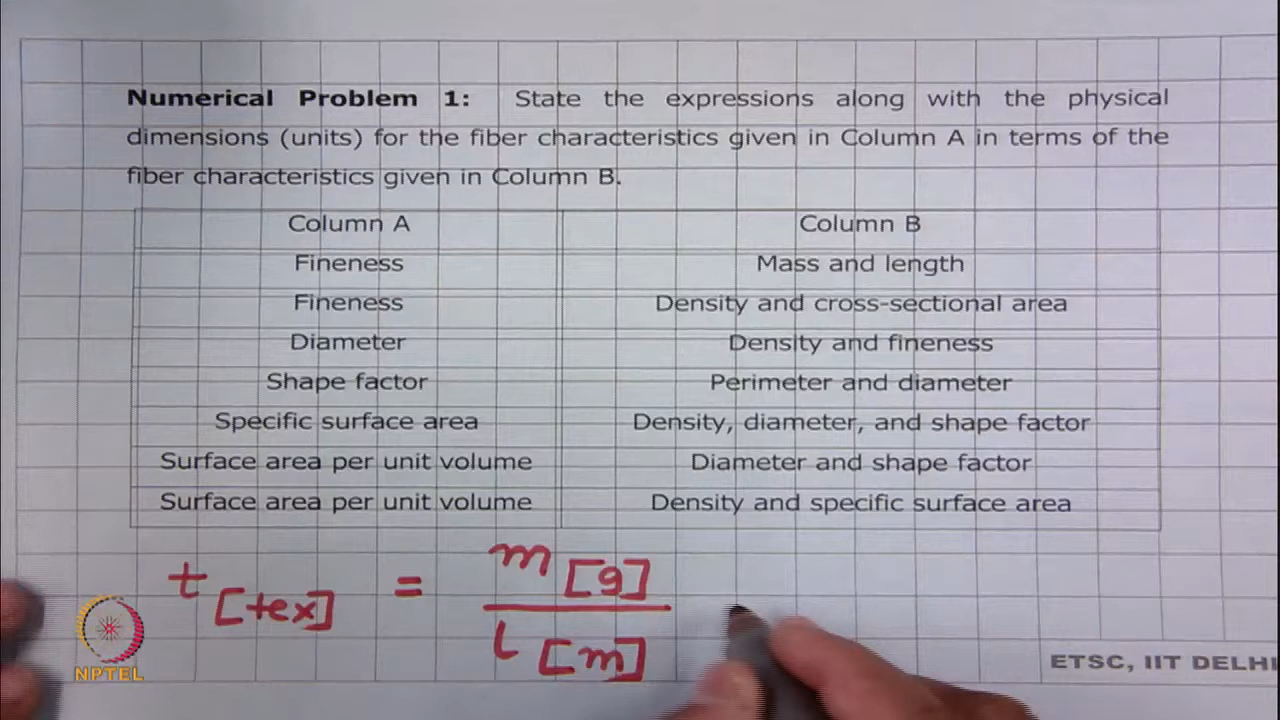 Numerical Problem 1: State the expressions along with the physical
dimensions (units) for the fiber characteristics given in Column A in terms of the
fiber characteristics given in Column B.
Column A Column B
Fineness Mass and length
Fineness Density and cross-sectional area
Diameter Density and fineness
Shape factor Perimeter and diameter
Specific surface area Density, diameter, and shape factor
Surface area per unit volume Diameter and shape factor
Surface area per unit volume Density and specific surface area
t [tex] = m [g]
l [m]
NPTEL
ETSC, IIT DELHI